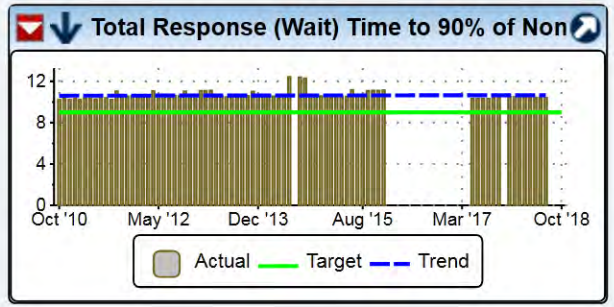 Total Response (Wait) Time to 90% of Non
12
8
4
0
Oct '10 May '12 Dec '13 Aug '15 Mar '17 Oct '18
Actual Target Trend